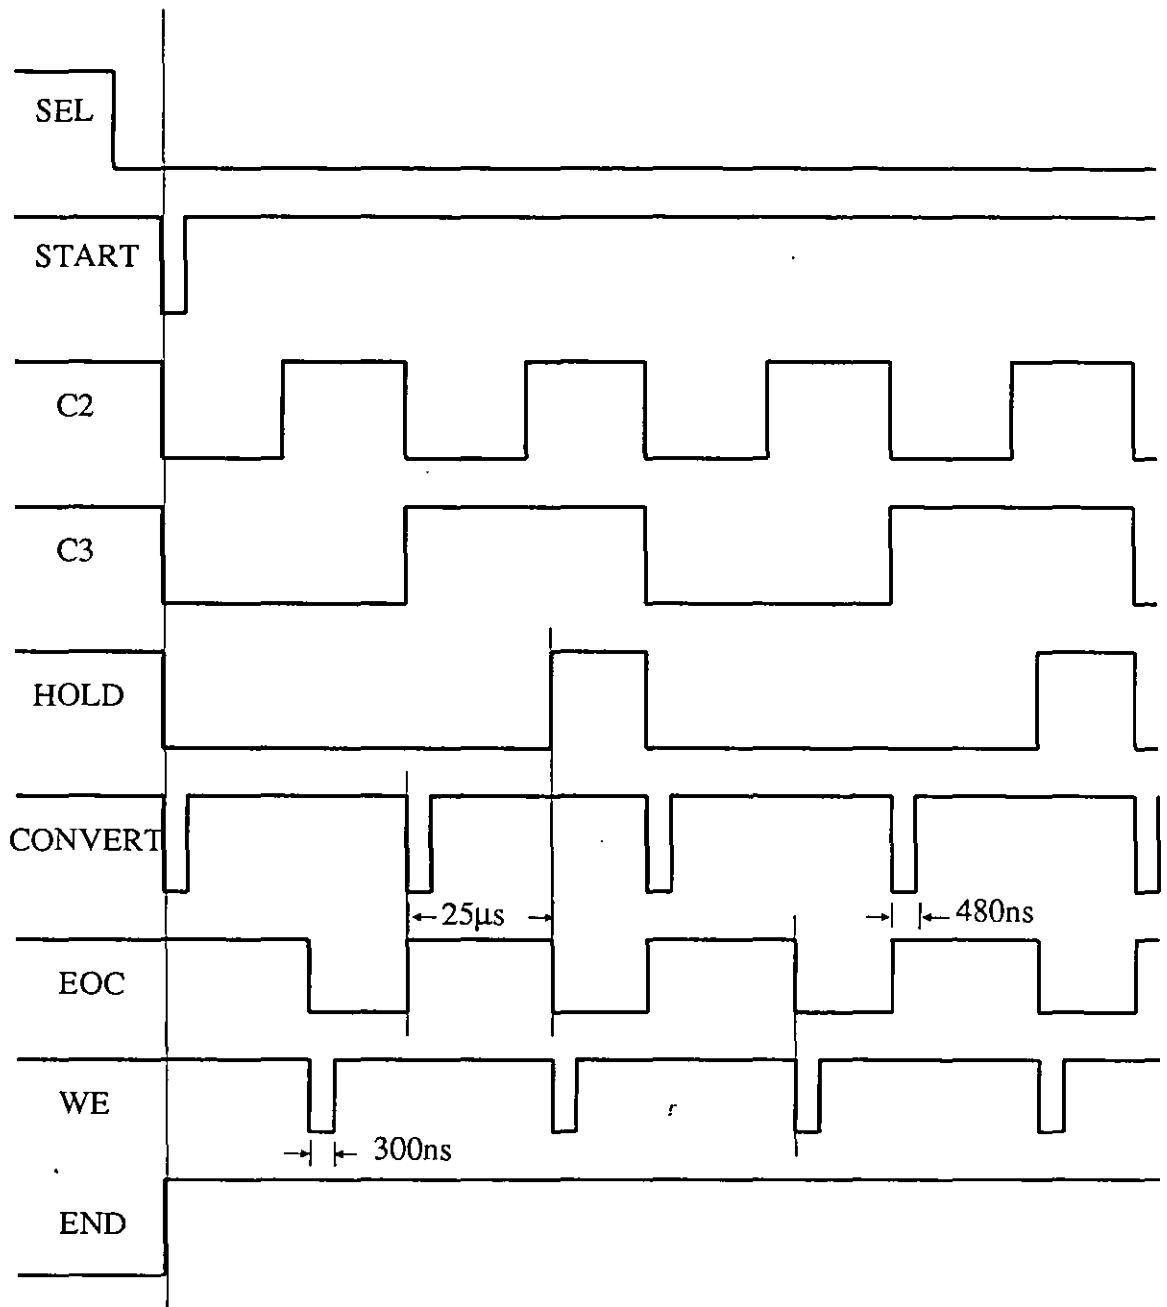 SEL
START
C2
C3
HOLD
CONVERT
25μs
480ns
EOC
WE
300ns
END